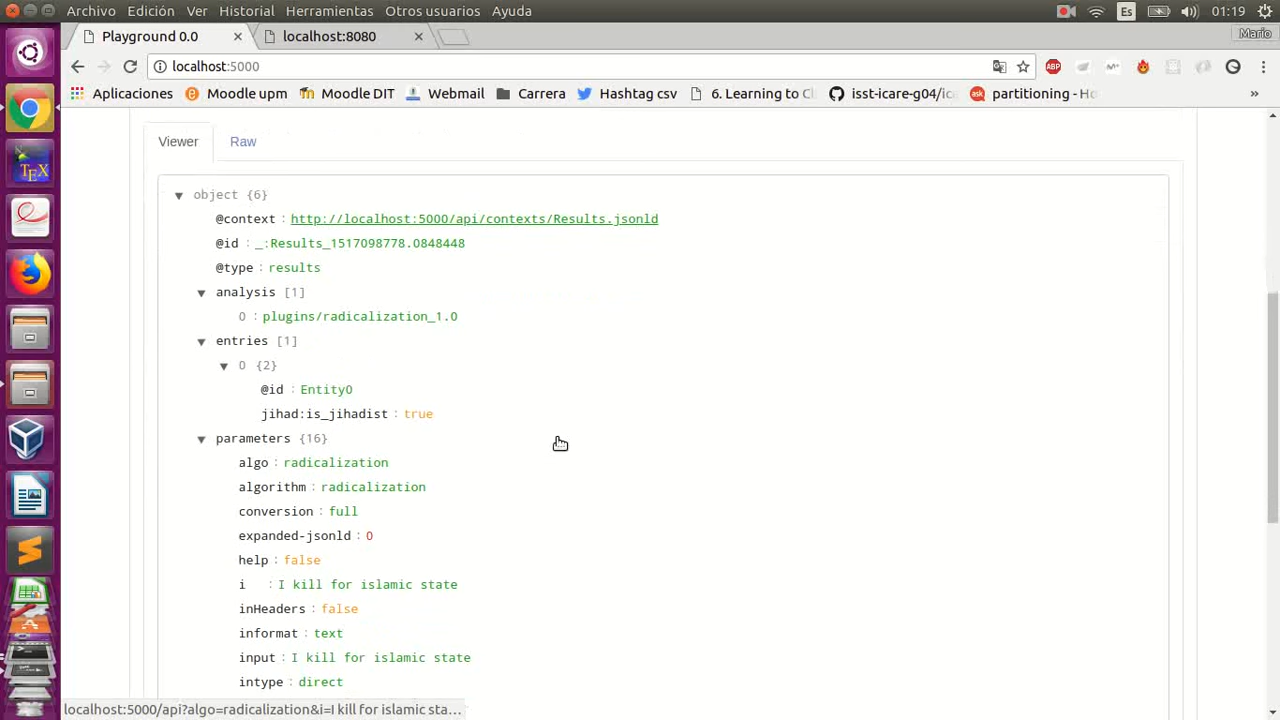 Archivo Edición Ver Historial Herramientas Otros usuarios Ayuda Es 01:19
Playground 0.0 localhost:8080 Mario
localhost:5000 ABP
Aplicaciones Moodle upm Moodle DIT Webmail Carrera Hashtag csv 6. Learning to Cl isst-icare-g04/ic partitioning - Ho »
Viewer Raw
object {6}
@context : http://localhost:5000/api/contexts/Results.jsonld
@id : _:Results_1517098778.0848448
@type : results
analysis [1]
0 : plugins/radicalization_1.0
entries [1]
0 {2}
@id : Entity0
jihad:is_jihadist : true
parameters {16}
algo : radicalization
algorithm : radicalization
conversion : full
expanded-jsonld : 0
help : false
i : I kill for islamic state
inHeaders : false
informat : text
input : I kill for islamic state
intype : direct
localhost:5000/api?algo=radicalization&i=I kill for islamic sta…